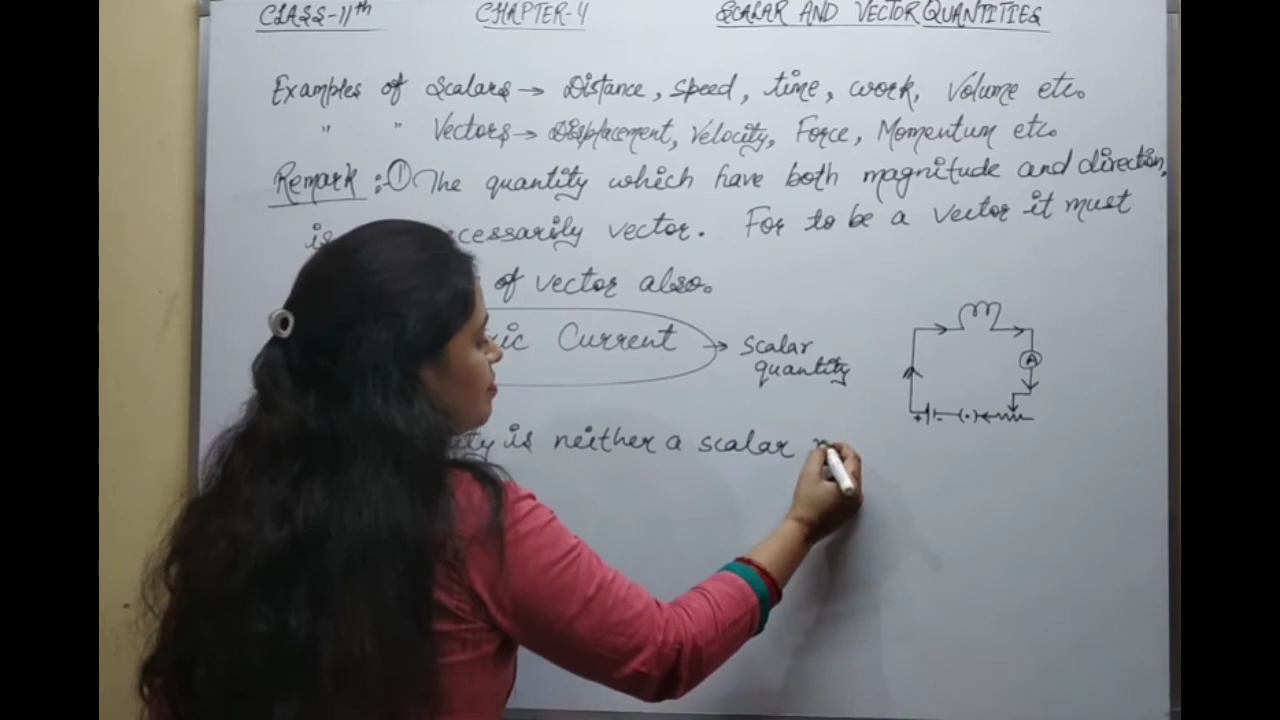 CLASS-11th CHAPTER-4 SCALAR AND VECTOR QUANTITIES
Examples of Scalars → Distance, speed, time, work, Volume etc.
" " Vectors → Displacement, Velocity, Force, Momentum etc.
Remark :- ① The quantity which have both magnitude and direction,
is vector. For to be a vector it must
of vector also.
Current → scalar
quantity
A
+ -
is neither a scalar